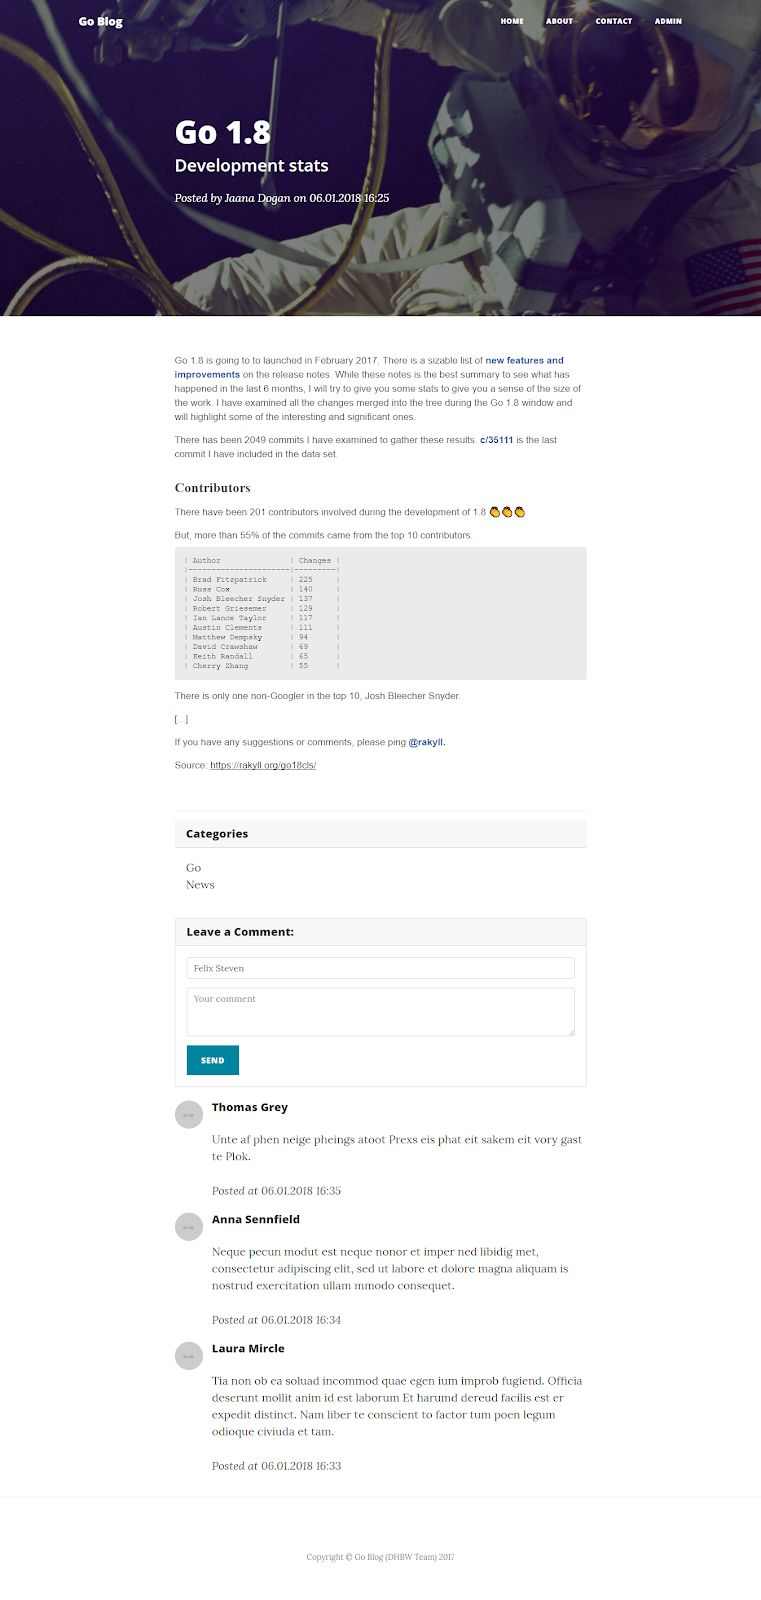 Go Blog
HOME ABOUT CONTACT ADMIN
Go 1.8
Development stats
Posted by Jaana Dogan on 06.01.2018 16:25
Go 1.8 is going to to launched in February 2017. There is a sizable list of new features and
improvements on the release notes. While these notes is the best summary to see what has
happened in the last 6 months, I will try to give you some stats to give you a sense of the size of
the work. I have examined all the changes merged into the tree during the Go 1.8 window and
will highlight some of the interesting and significant ones.
There has been 2049 commits I have examined to gather these results. c/35111 is the last
commit I have included in the data set.
Contributors
There have been 201 contributors involved during the development of 1.8 👏👏👏
But, more than 55% of the commits came from the top 10 contributors.
| Author | Changes |
|----------------------|---------|
| Brad Fitzpatrick | 225 |
| Russ Cox | 140 |
| Josh Bleecher Snyder | 137 |
| Robert Griesemer | 129 |
| Ian Lance Taylor | 117 |
| Austin Clements | 111 |
| Matthew Dempsky | 94 |
| David Crawshaw | 69 |
| Keith Randall | 65 |
| Cherry Zhang | 55 |
There is only one non-Googler in the top 10, Josh Bleecher Snyder.
[...]
If you have any suggestions or comments, please ping @rakyll.
Source: https://rakyll.org/go18cls/
Categories
Go
News
Leave a Comment:
Felix Steven
Your comment
SEND
Thomas Grey
Unte af phen neige pheings atoot Prexs eis phat eit sakem eit vory gast
te Plok.
Posted at 06.01.2018 16:35
Anna Sennfield
Neque pecun modut est neque nonor et imper ned libidig met,
consectetur adipiscing elit, sed ut labore et dolore magna aliquam is
nostrud exercitation ullam mmodo consequet.
Posted at 06.01.2018 16:34
Laura Mircle
Tia non ob ea soluad incommod quae egen ium improb fugiend. Officia
deserunt mollit anim id est laborum Et harumd dereud facilis est er
expedit distinct. Nam liber te conscient to factor tum poen legum
odioque civiuda et tam.
Posted at 06.01.2018 16:33
Copyright © Go Blog (DHBW Team) 2017